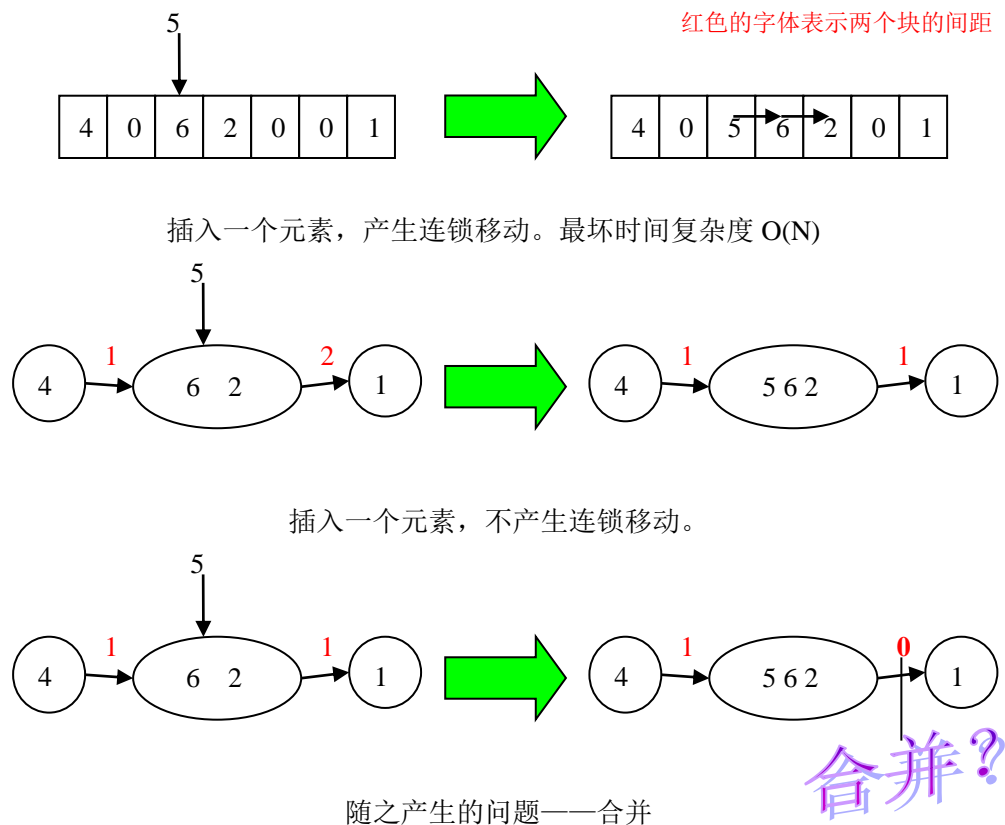 红色的字体表示两个块的间距
5
4 0 6 2 0 0 1
4 0 5 6 2 0 1
插入一个元素，产生连锁移动。最坏时间复杂度 O(N)
5
1 2 1 1
4 6 2 1 4 5 6 2 1
插入一个元素，不产生连锁移动。
5
1 1 1 0
4 6 2 1 4 5 6 2 1
合并？
随之产生的问题——合并